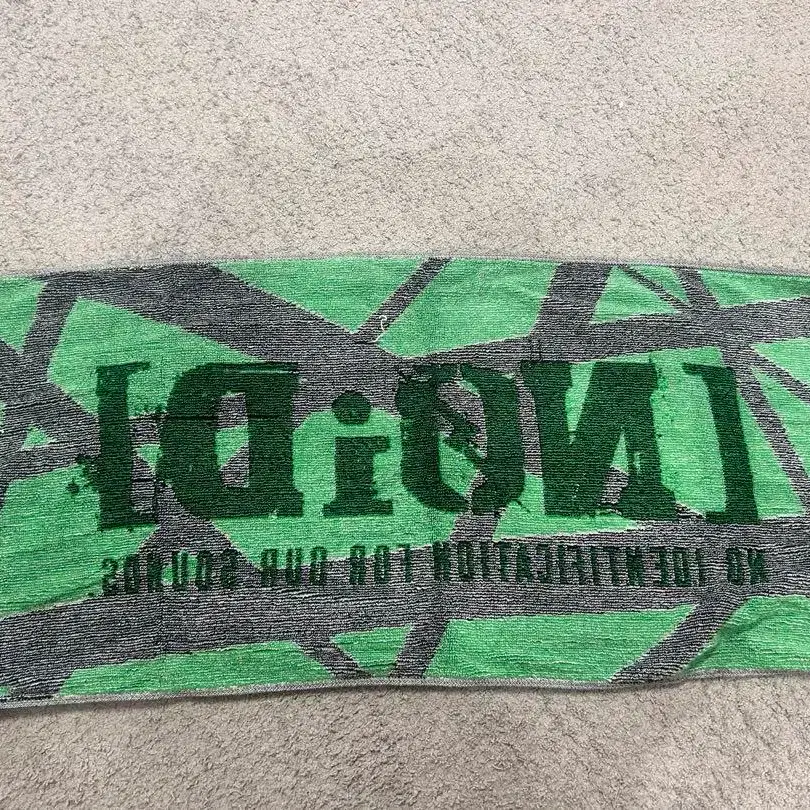 [NOiD]
NO IDENTIFICATION FOR OUR SOUNDS.